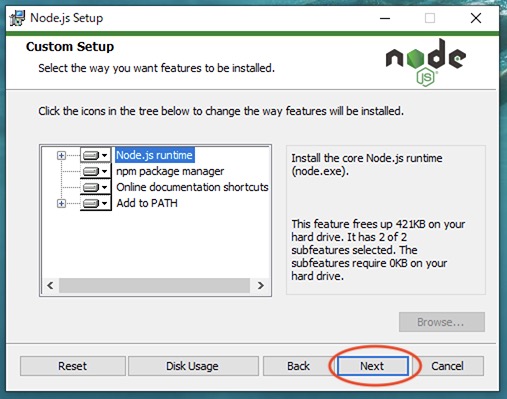 Node.js Setup
Custom Setup
Select the way you want features to be installed.
node
JS
Click the icons in the tree below to change the way features will be installed.
Node.js runtime
npm package manager
Online documentation shortcuts
Add to PATH
Install the core Node.js runtime
(node.exe).
This feature frees up 421KB on your
hard drive. It has 2 of 2
subfeatures selected. The
subfeatures require 0KB on your
hard drive.
Browse...
Reset
Disk Usage
Back
Next
Cancel